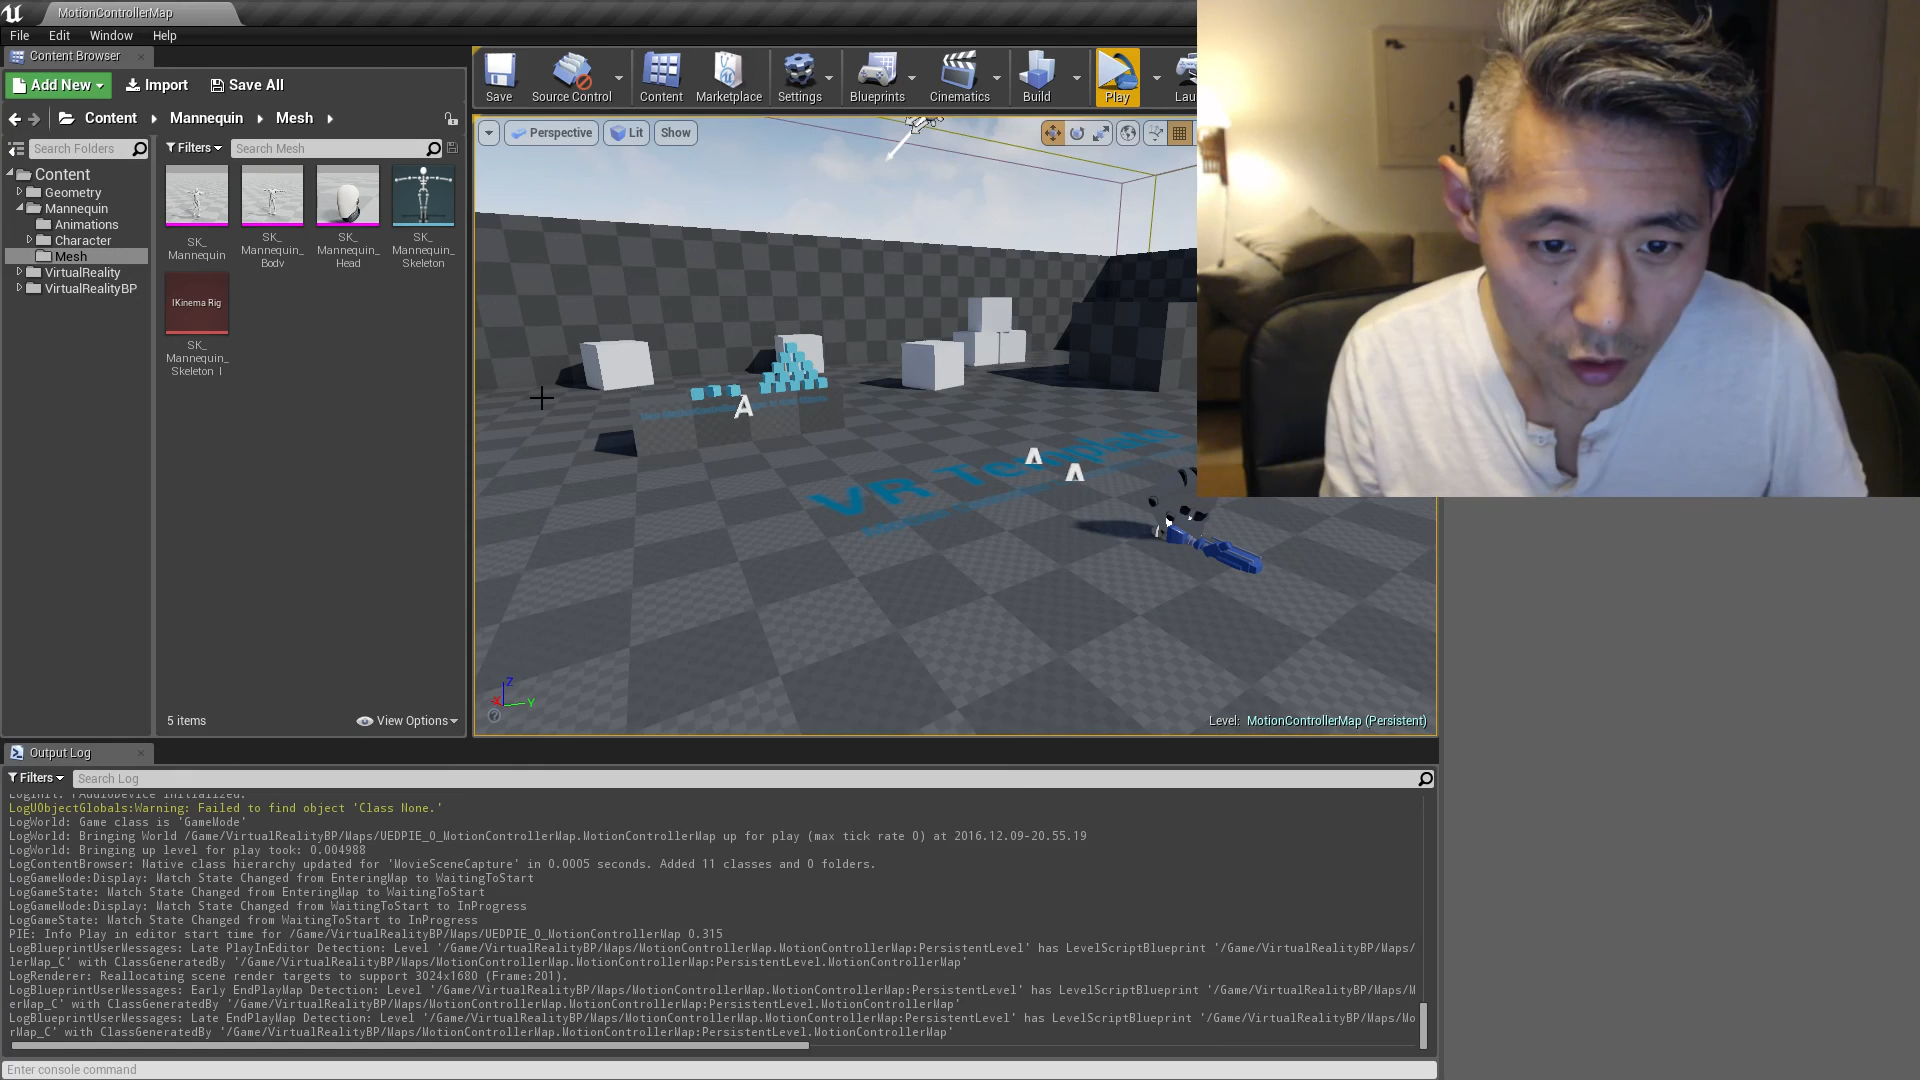 MotionControllerMap
File Edit Window Help
Content Browser
Add New Import Save All
Save Source Control Content Marketplace Settings Blueprints Cinematics Build Play Lau
Content Mannequin Mesh
Search Folders
Filters Search Mesh
Perspective Lit Show
Content
Geometry
Mannequin
Animations
Character
Mesh
VirtualReality
VirtualRealityBP
SK_
Mannequin
SK_
Mannequin_
Body
SK_
Mannequin_
Head
SK_
Mannequin_
Skeleton
IKinema Rig
SK_
Mannequin_
Skeleton_I
VR Template
Z
X
Y
5 items View Options
Level: MotionControllerMap (Persistent)
Output Log
Filters Search Log
LogInit: FAudioDevice initialized.
LogUObjectGlobals:Warning: Failed to find object 'Class None.'
LogWorld: Game class is 'GameMode'
LogWorld: Bringing World /Game/VirtualRealityBP/Maps/UEDPIE_0_MotionControllerMap.MotionControllerMap up for play (max tick rate 0) at 2016.12.09-20.55.19
LogWorld: Bringing up level for play took: 0.004988
LogContentBrowser: Native class hierarchy updated for 'MovieSceneCapture' in 0.0005 seconds. Added 11 classes and 0 folders.
LogGameMode:Display: Match State Changed from EnteringMap to WaitingToStart
LogGameState: Match State Changed from EnteringMap to WaitingToStart
LogGameMode:Display: Match State Changed from WaitingToStart to InProgress
LogGameState: Match State Changed from WaitingToStart to InProgress
PIE: Info Play in editor start time for /Game/VirtualRealityBP/Maps/UEDPIE_0_MotionControllerMap 0.315
LogBlueprintUserMessages: Late PlayInEditor Detection: Level '/Game/VirtualRealityBP/Maps/MotionControllerMap.MotionControllerMap:PersistentLevel' has LevelScriptBlueprint '/Game/VirtualRealityBP/Maps/
lerMap_C' with ClassGeneratedBy '/Game/VirtualRealityBP/Maps/MotionControllerMap.MotionControllerMap:PersistentLevel.MotionControllerMap'
LogRenderer: Reallocating scene render targets to support 3024x1680 (Frame:201).
LogBlueprintUserMessages: Early EndPlayMap Detection: Level '/Game/VirtualRealityBP/Maps/MotionControllerMap.MotionControllerMap:PersistentLevel' has LevelScriptBlueprint '/Game/VirtualRealityBP/Maps/M
erMap_C' with ClassGeneratedBy '/Game/VirtualRealityBP/Maps/MotionControllerMap.MotionControllerMap:PersistentLevel.MotionControllerMap'
LogBlueprintUserMessages: Late EndPlayMap Detection: Level '/Game/VirtualRealityBP/Maps/MotionControllerMap.MotionControllerMap:PersistentLevel' has LevelScriptBlueprint '/Game/VirtualRealityBP/Maps/Mo
rMap_C' with ClassGeneratedBy '/Game/VirtualRealityBP/Maps/MotionControllerMap.MotionControllerMap:PersistentLevel.MotionControllerMap'
Enter console command